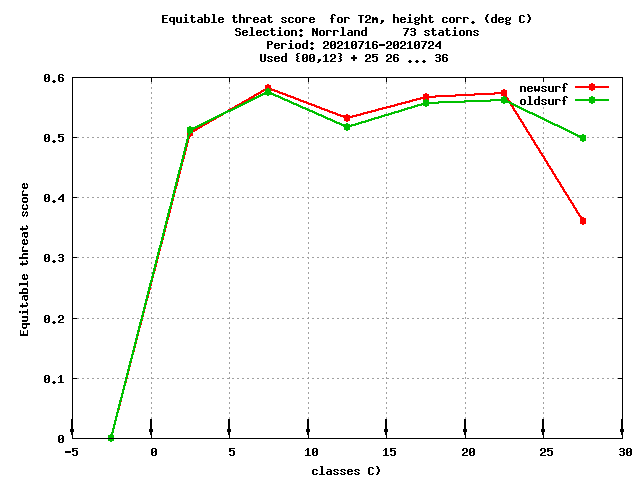 Equitable threat score  for T2m, height corr. (deg C)
Selection: Norrland     73 stations
Period: 20210716-20210724
Used {00,12} + 25 26 ... 36
newsurf
oldsurf
Equitable threat score
0.6
0.5
0.4
0.3
0.2
0.1
0
-5 0 5 10 15 20 25 30
classes C)